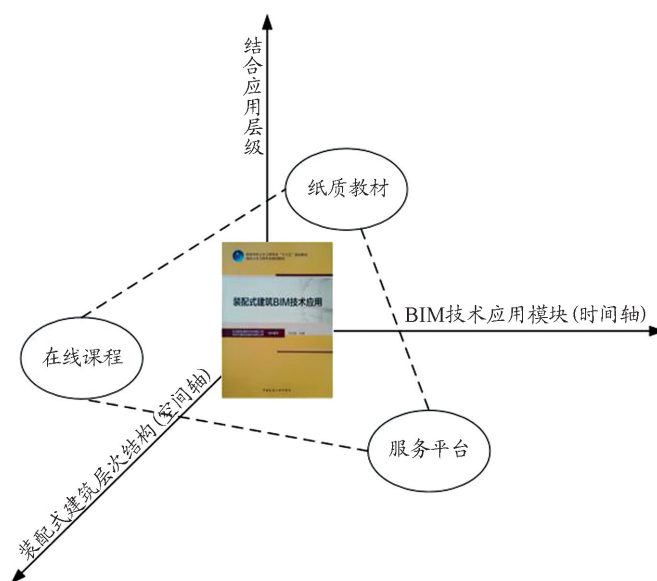 结合应用层级
纸质教材
装配式建筑BIM技术应用
BIM技术应用模块(时间轴)
在线课程
装配式建筑层次结构(空间轴)
服务平台